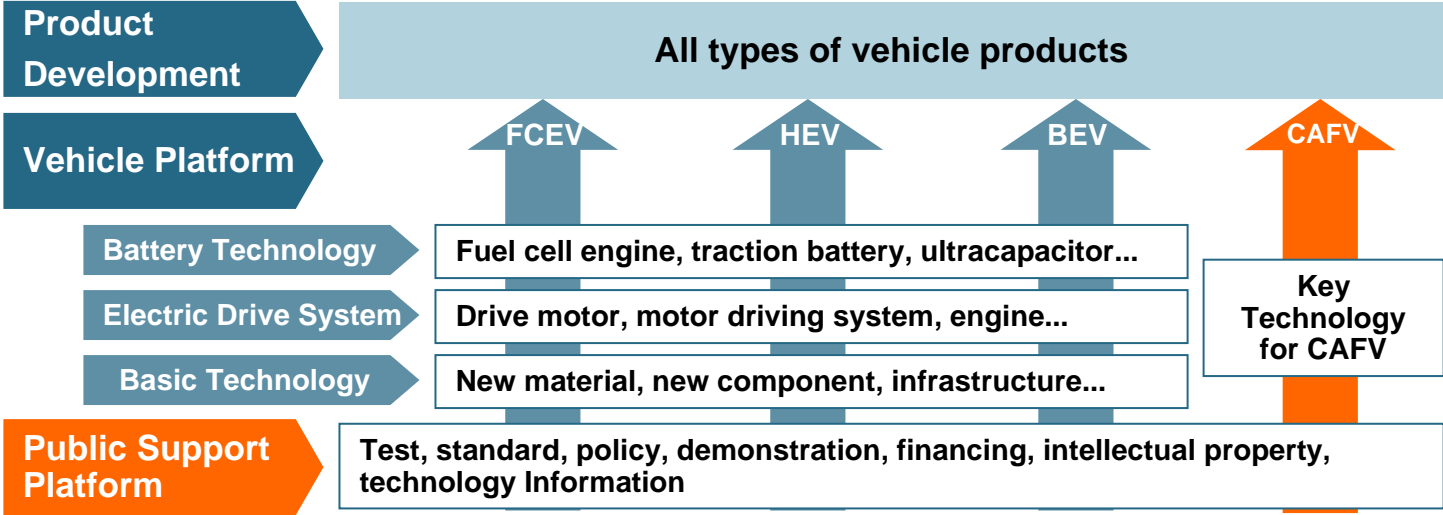 Product
Development
All types of vehicle products
Vehicle Platform
FCEV
HEV
BEV
CAFV
Battery Technology
Fuel cell engine, traction battery, ultracapacitor...
Electric Drive System
Drive motor, motor driving system, engine...
Basic Technology
New material, new component, infrastructure...
Key
Technology
for CAFV
Public Support
Platform
Test, standard, policy, demonstration, financing, intellectual property,
technology Information